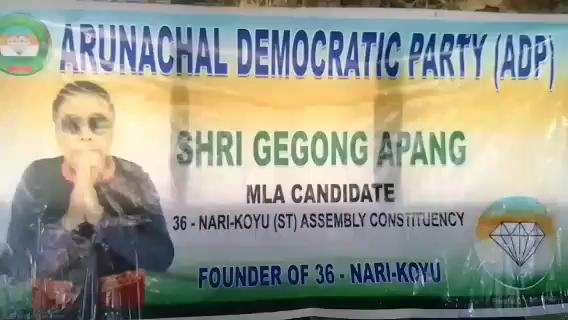 ARUNACHAL DEMOCRATIC PARTY (ADP)
SHRI GEGONG APANG
MLA CANDIDATE
36 - NARI-KOYU (ST) ASSEMBLY CONSTITUENCY
FOUNDER OF 36 - NARI-KOYU